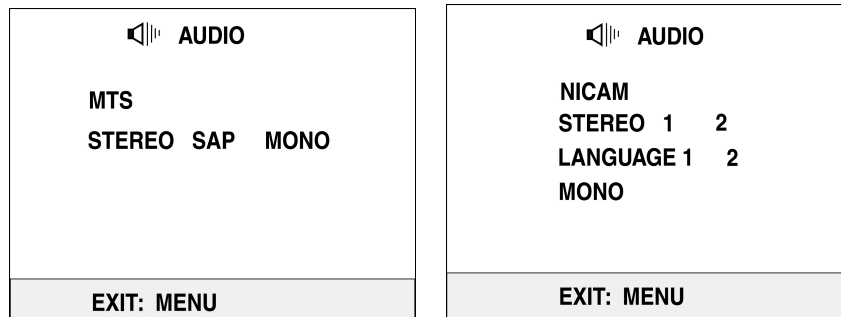 AUDIO
MTS
STEREO SAP MONO
EXIT: MENU
AUDIO
NICAM
STEREO 1 2
LANGUAGE 1 2
MONO
EXIT: MENU